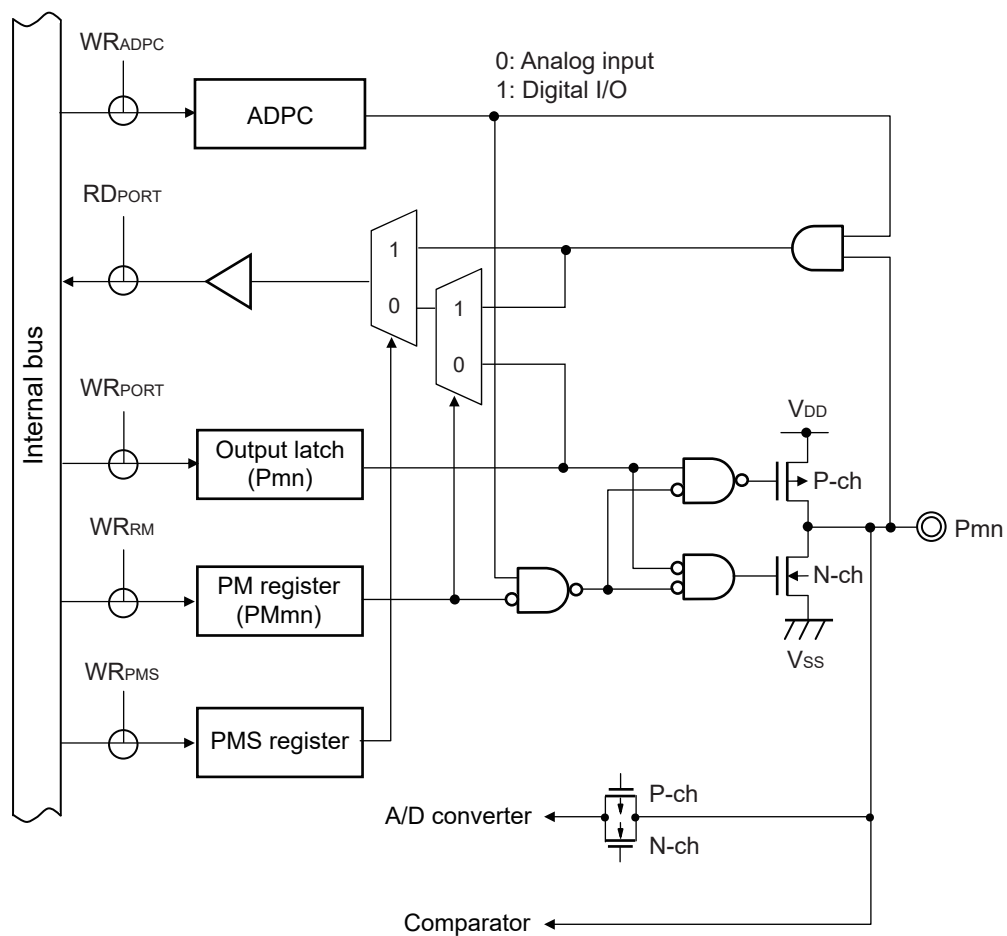 WRADPC
0: Analog input
1: Digital I/O
ADPC
RDPORT
1
0
1
0
Internal bus
WRPORT
Output latch
(Pmn)
VDD
P-ch
Pmn
WRRM
PM register
(PMmn)
N-ch
VSS
WRPMS
PMS register
P-ch
A/D converter
N-ch
Comparator